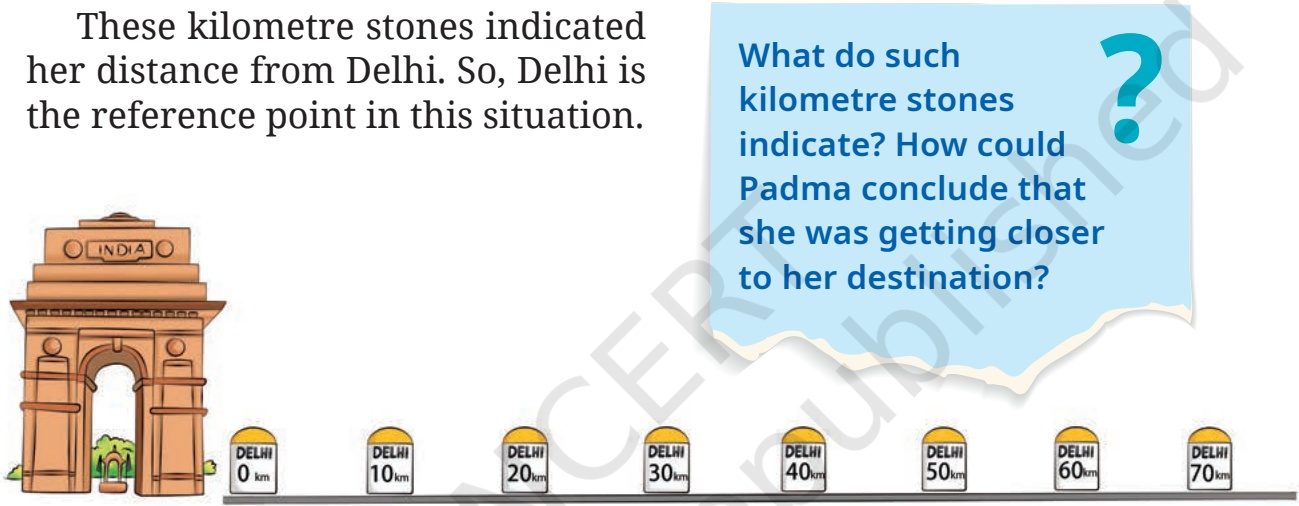 These kilometre stones indicated
her distance from Delhi. So, Delhi is
the reference point in this situation.
What do such
kilometre stones
indicate? How could
Padma conclude that
she was getting closer
to her destination?
?
INDIA
DELHI
0 km
DELHI
10km
DELHI
20km
DELHI
30km
DELHI
40km
DELHI
50km
DELHI
60km
DELHI
70km
NCERT
republished